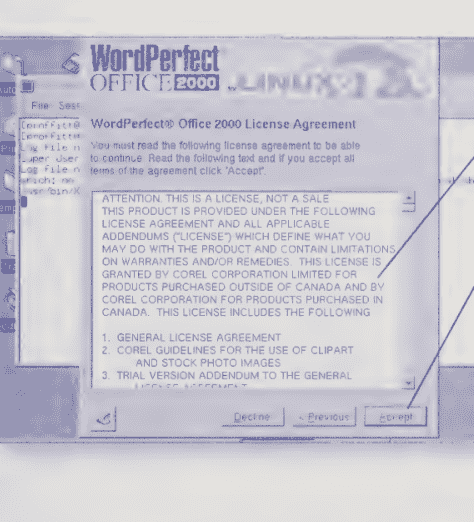 WordPerfect
OFFICE 2000 LINUX
File
WordPerfect® Office 2000 License Agreement
You must read the following license agreement to be able
to continue. Read the following text and if you accept all
terms of the agreement click "Accept".
ATTENTION. THIS IS A LICENSE, NOT A SALE
THIS PRODUCT IS PROVIDED UNDER THE FOLLOWING
LICENSE AGREEMENT AND ALL APPLICABLE
ADDENDUMS ("LICENSE") WHICH DEFINE WHAT YOU
MAY DO WITH THE PRODUCT AND CONTAIN LIMITATIONS
ON WARRANTIES AND/OR REMEDIES. THIS LICENSE IS
GRANTED BY COREL CORPORATION LIMITED FOR
PRODUCTS PURCHASED OUTSIDE OF CANADA AND BY
COREL CORPORATION FOR PRODUCTS PURCHASED IN
CANADA. THIS LICENSE INCLUDES THE FOLLOWING
1. GENERAL LICENSE AGREEMENT
2. COREL GUIDELINES FOR THE USE OF CLIPART
AND STOCK PHOTO IMAGES
3. TRIAL VERSION ADDENDUM TO THE GENERAL
LICENSE AGREEMENT
Decline < Previous Accept